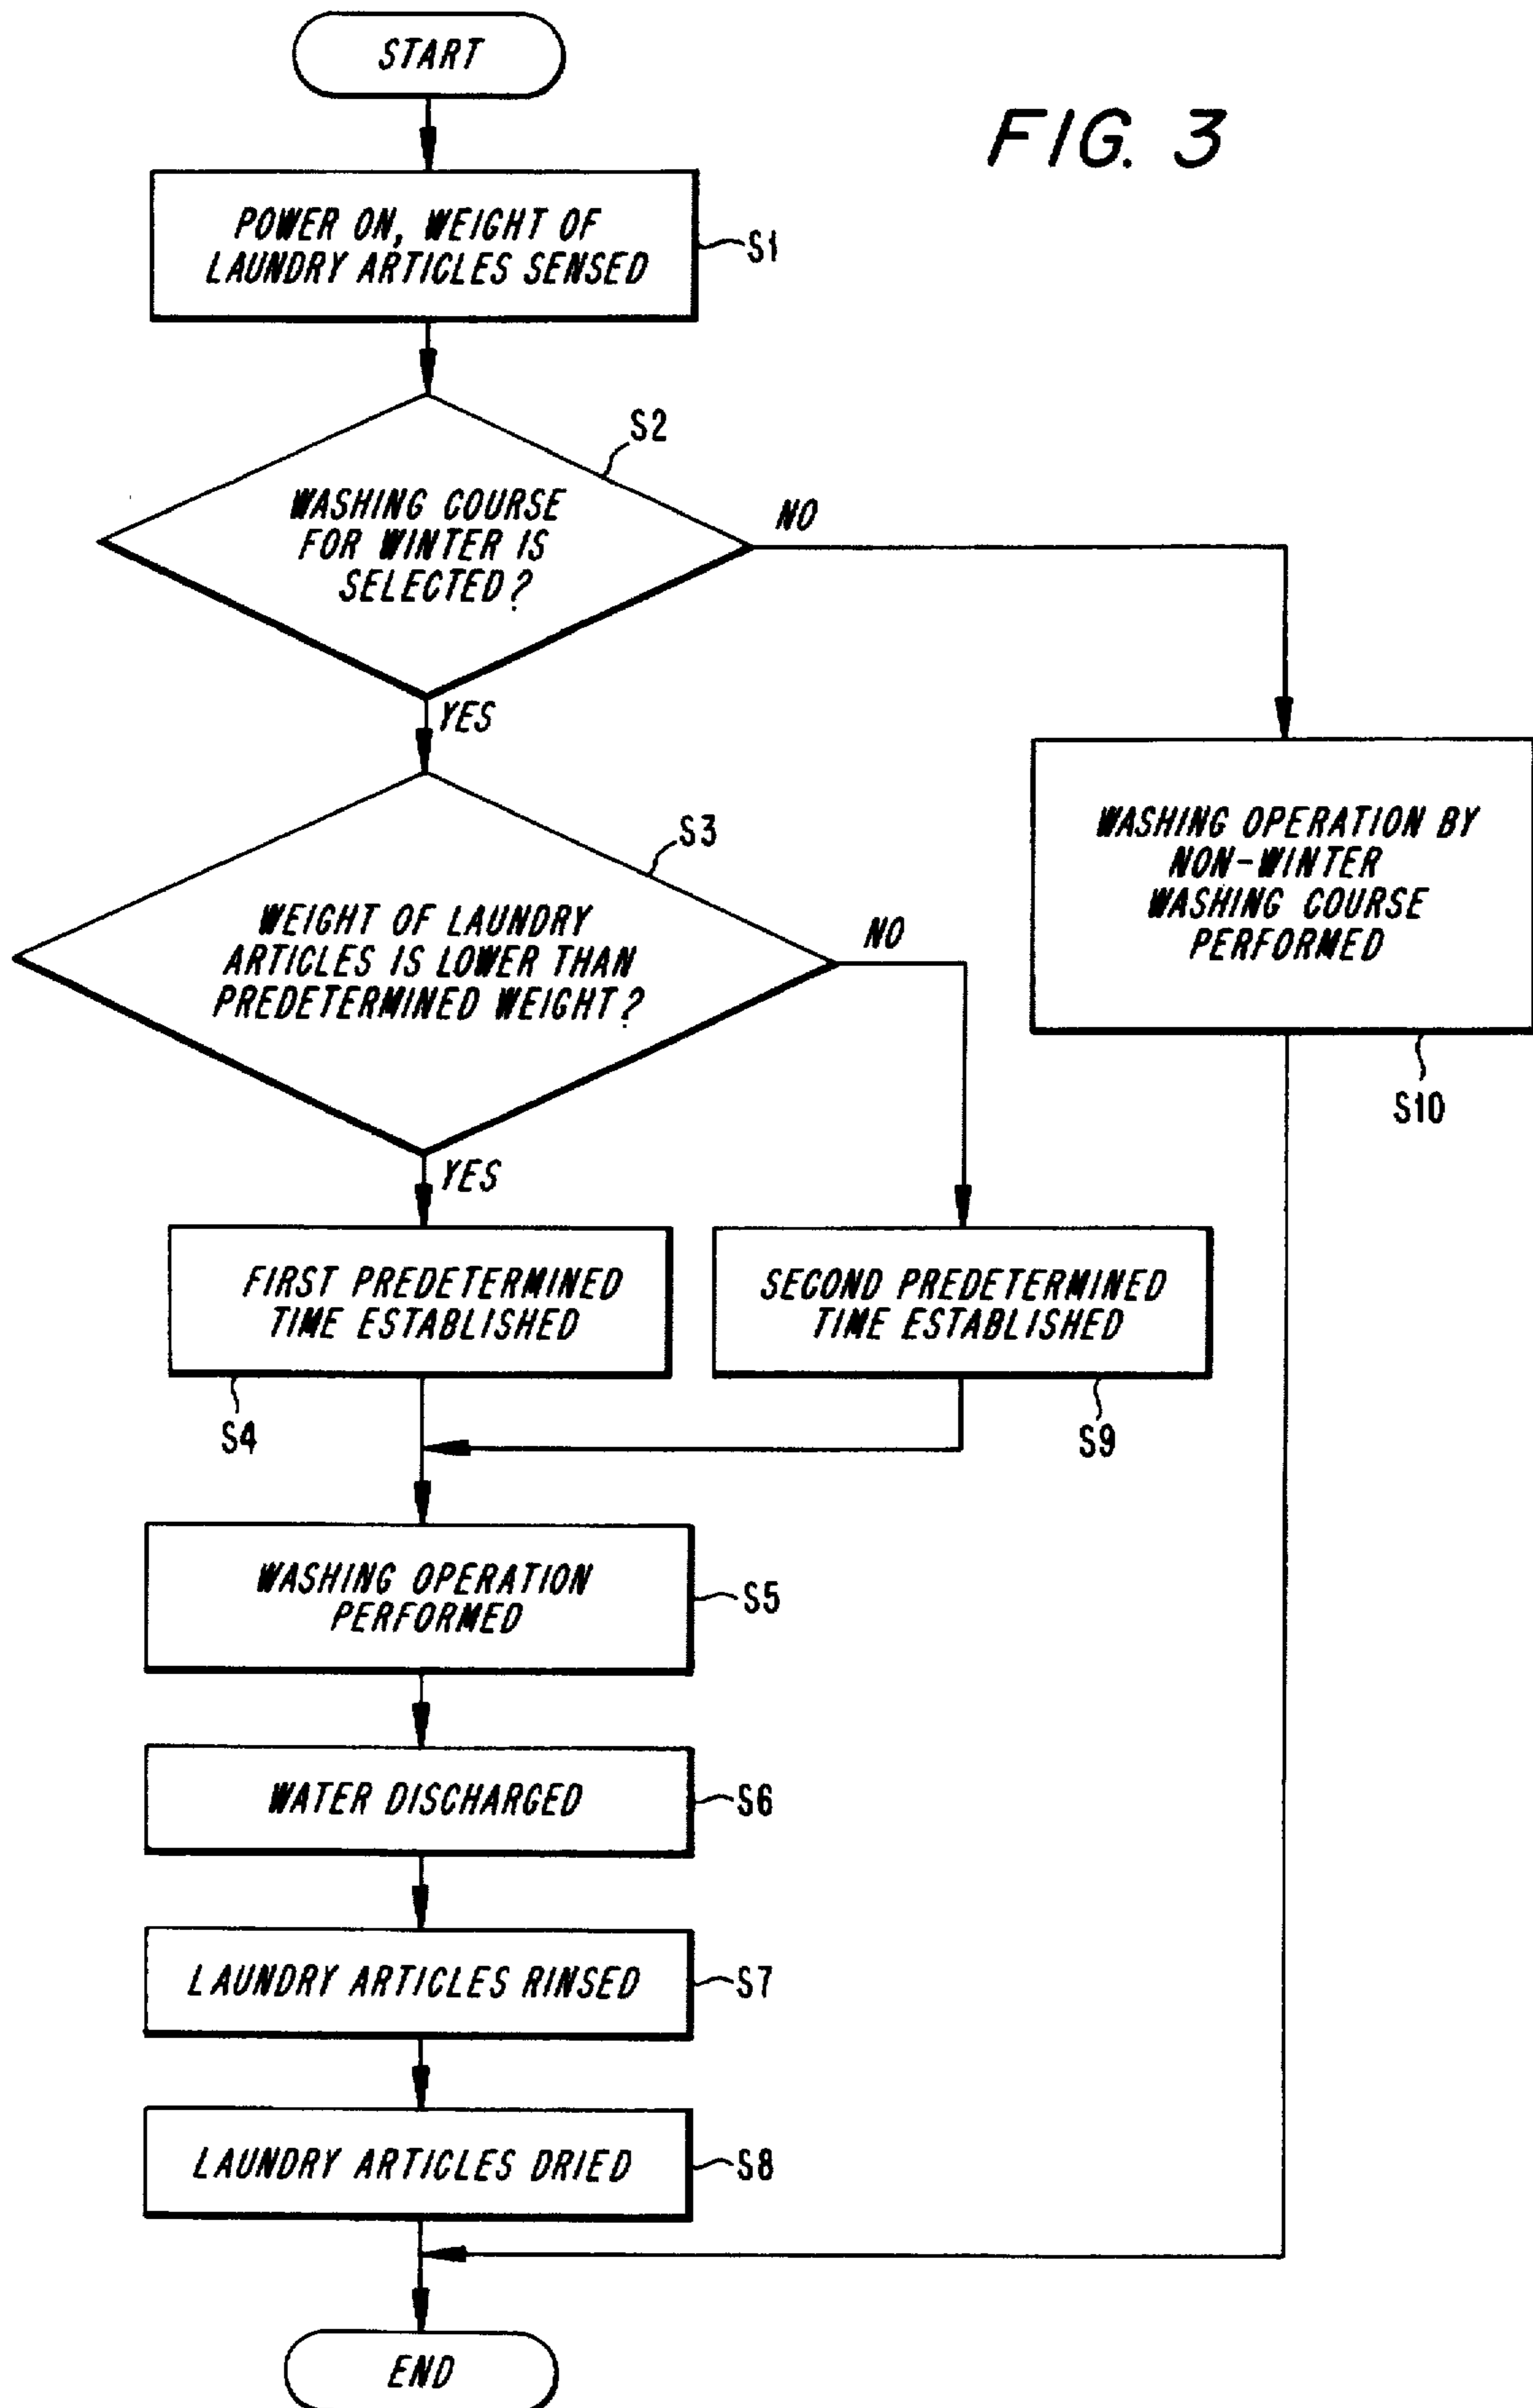 START
FIG. 3
POWER ON, WEIGHT OF
LAUNDRY ARTICLES SENSED
S1
S2
WASHING COURSE
FOR WINTER IS
SELECTED?
NO
YES
S3
WEIGHT OF LAUNDRY
ARTICLES IS LOWER THAN
PREDETERMINED WEIGHT?
NO
WASHING OPERATION BY
NON-WINTER
WASHING COURSE
PERFORMED
S10
YES
FIRST PREDETERMINED
TIME ESTABLISHED
S4
SECOND PREDETERMINED
TIME ESTABLISHED
S9
WASHING OPERATION
PERFORMED
S5
WATER DISCHARGED
S6
LAUNDRY ARTICLES RINSED
S7
LAUNDRY ARTICLES DRIED
S8
END